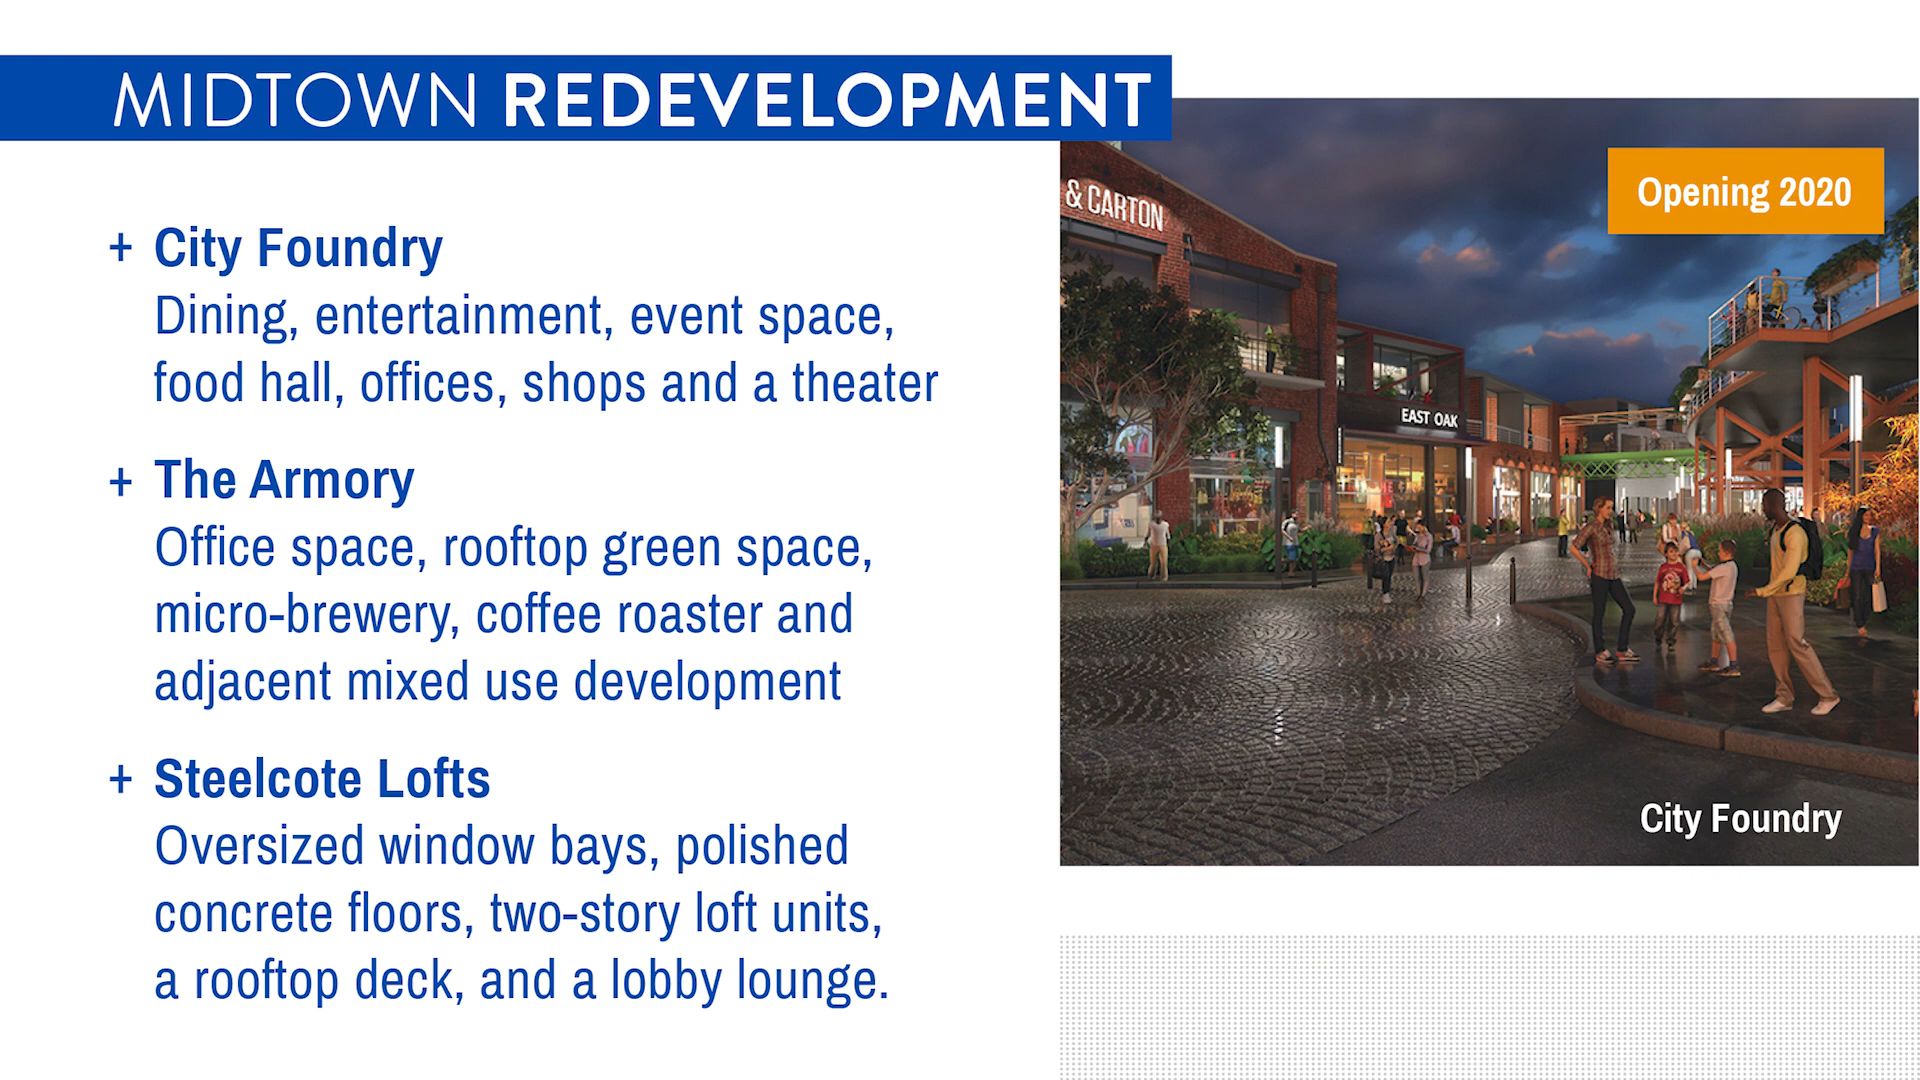 MIDTOWN REDEVELOPMENT
+ City Foundry
Dining, entertainment, event space,
food hall, offices, shops and a theater
+ The Armory
Office space, rooftop green space,
micro-brewery, coffee roaster and
adjacent mixed use development
+ Steelcote Lofts
Oversized window bays, polished
concrete floors, two-story loft units,
a rooftop deck, and a lobby lounge.
Opening 2020
& CARTON
EAST OAK
City Foundry